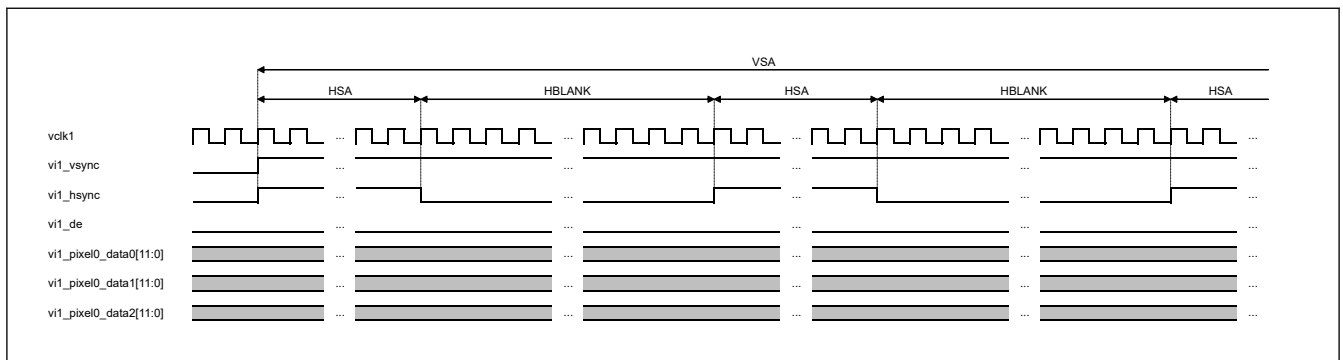 VSA
HSA HBLANK HSA HBLANK HSA
vclk1 ... ... ... ...
vi1_vsync ... ... ... ... ... 
vi1_hsync ... ... ... ... ...
vi1_de ... ... ... ... ...
vi1_pixel0_data0[11:0] ... ... ... ... ...
vi1_pixel0_data1[11:0] ... ... ... ... ...
vi1_pixel0_data2[11:0] ... ... ... ... ...